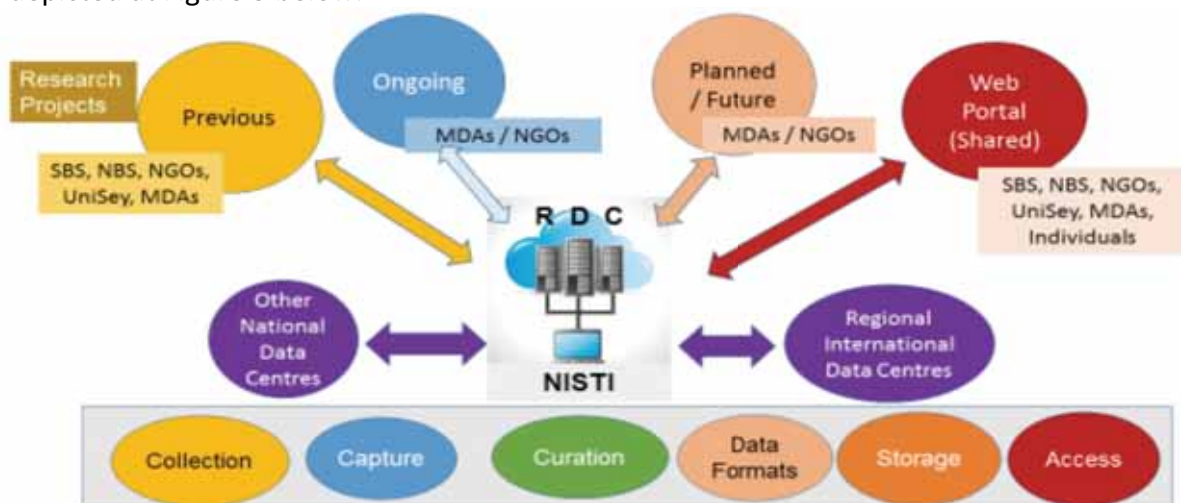 Research
Projects
Previous
SBS, NBS, NGOs,
UniSey, MDAs
Ongoing
MDAs / NGOs
Planned
/ Future
MDAs / NGOs
Web
Portal
(Shared)
SBS, NBS, NGOs,
UniSey, MDAs,
Individuals
R D C
NISTI
Other
National
Data
Centres
Regional
International
Data Centres
Collection
Capture
Curation
Data
Formats
Storage
Access